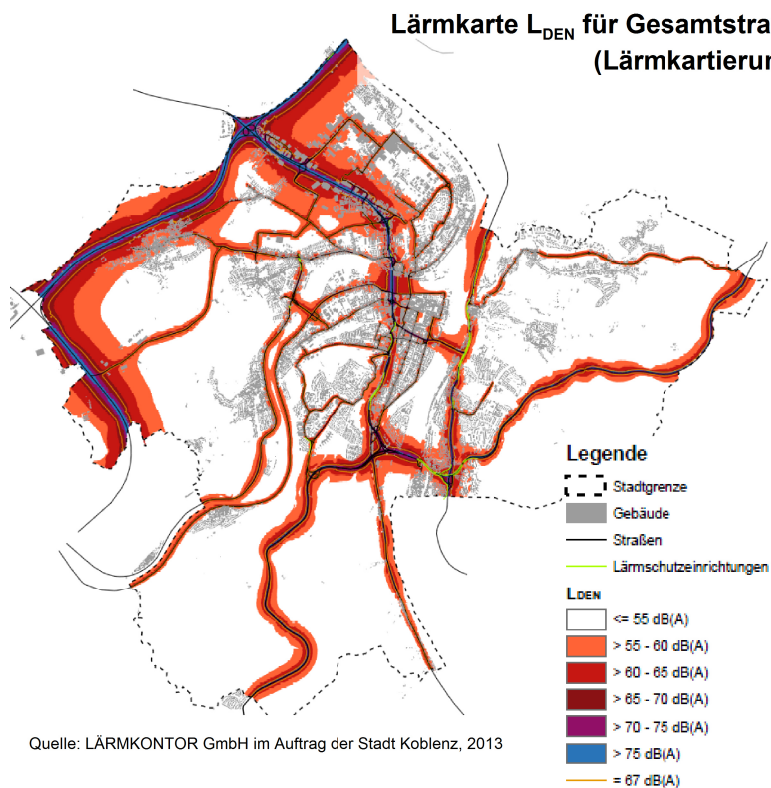 Lärmkarte LDEN für Gesamtstra
(Lärmkartierun
Legende
Stadtgrenze
Gebäude
Straßen
Lärmschutzeinrichtungen
LDEN
<= 55 dB(A)
> 55 - 60 dB(A)
> 60 - 65 dB(A)
> 65 - 70 dB(A)
> 70 - 75 dB(A)
> 75 dB(A)
= 67 dB(A)
Quelle: LÄRMKONTOR GmbH im Auftrag der Stadt Koblenz, 2013